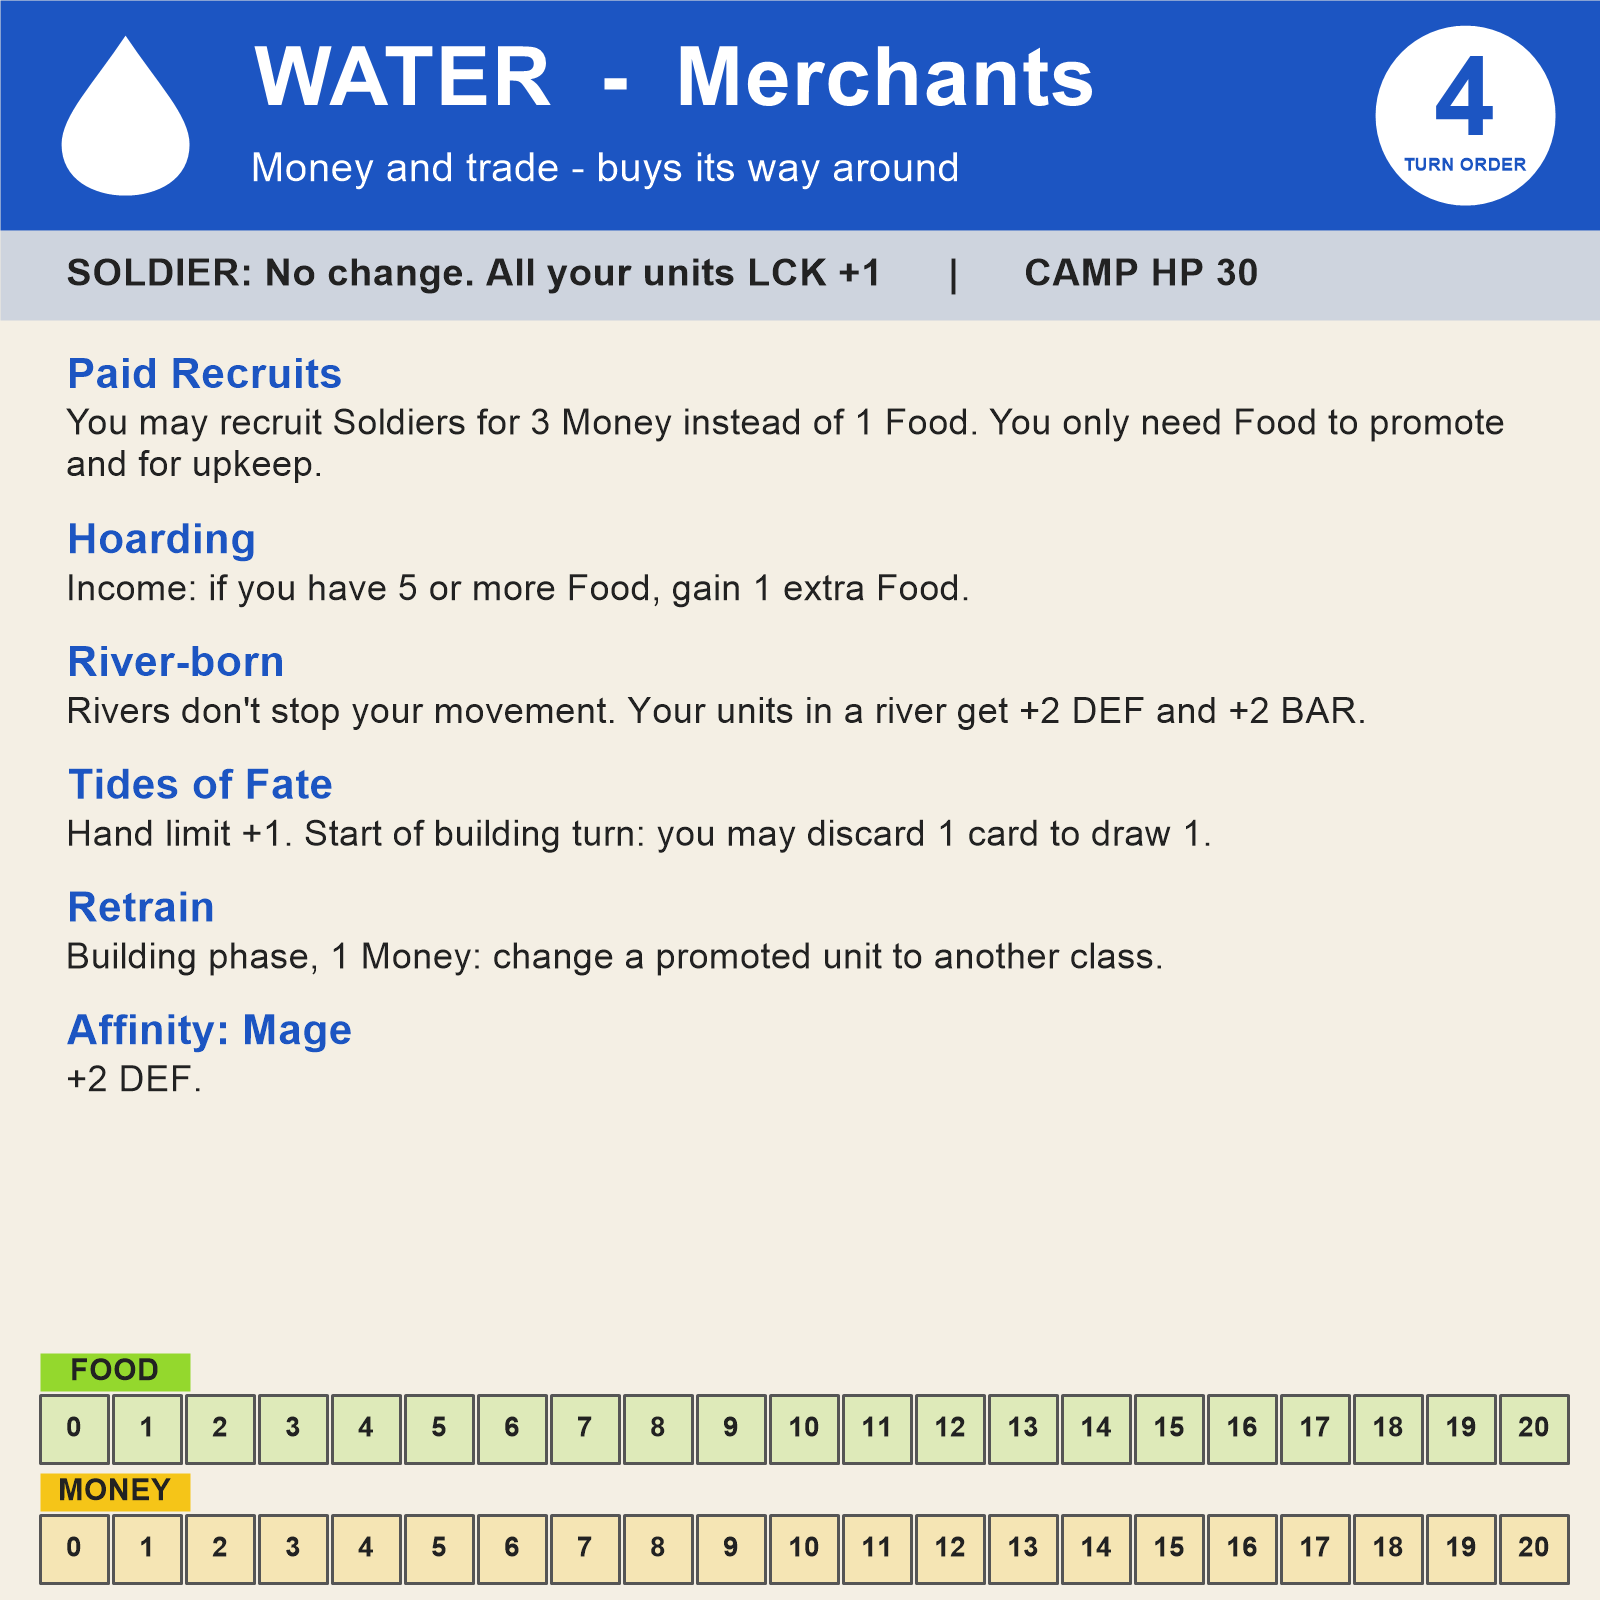 WATER - Merchants
Money and trade - buys its way around
4
TURN ORDER
SOLDIER: No change. All your units LCK +1 | CAMP HP 30
Paid Recruits
You may recruit Soldiers for 3 Money instead of 1 Food. You only need Food to promote
and for upkeep.
Hoarding
Income: if you have 5 or more Food, gain 1 extra Food.
River-born
Rivers don't stop your movement. Your units in a river get +2 DEF and +2 BAR.
Tides of Fate
Hand limit +1. Start of building turn: you may discard 1 card to draw 1.
Retrain
Building phase, 1 Money: change a promoted unit to another class.
Affinity: Mage
+2 DEF.
FOOD
0 1 2 3 4 5 6 7 8 9 10 11 12 13 14 15 16 17 18 19 20
MONEY
0 1 2 3 4 5 6 7 8 9 10 11 12 13 14 15 16 17 18 19 20